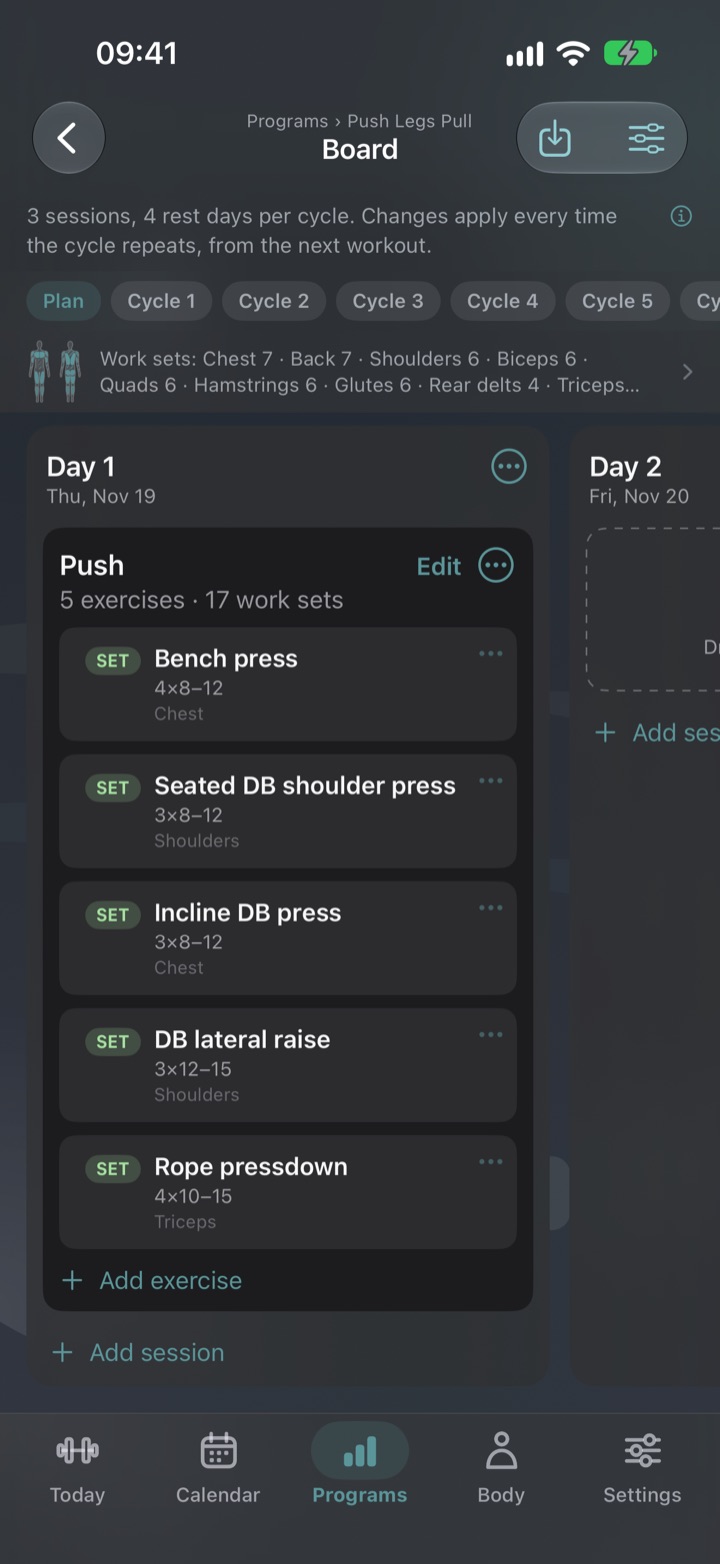 09:41
Programs › Push Legs Pull
Board
3 sessions, 4 rest days per cycle. Changes apply every time
the cycle repeats, from the next workout.
Plan
Cycle 1
Cycle 2
Cycle 3
Cycle 4
Cycle 5
Cy
Work sets: Chest 7 · Back 7 · Shoulders 6 · Biceps 6 ·
Quads 6 · Hamstrings 6 · Glutes 6 · Rear delts 4 · Triceps...
Day 1
Thu, Nov 19
Push
Edit
5 exercises · 17 work sets
SET
Bench press
4×8–12
Chest
SET
Seated DB shoulder press
3×8–12
Shoulders
SET
Incline DB press
3×8–12
Chest
SET
DB lateral raise
3×12–15
Shoulders
SET
Rope pressdown
4×10–15
Triceps
+ Add exercise
+ Add session
Day 2
Fri, Nov 20
+ Add ses
Today
Calendar
Programs
Body
Settings